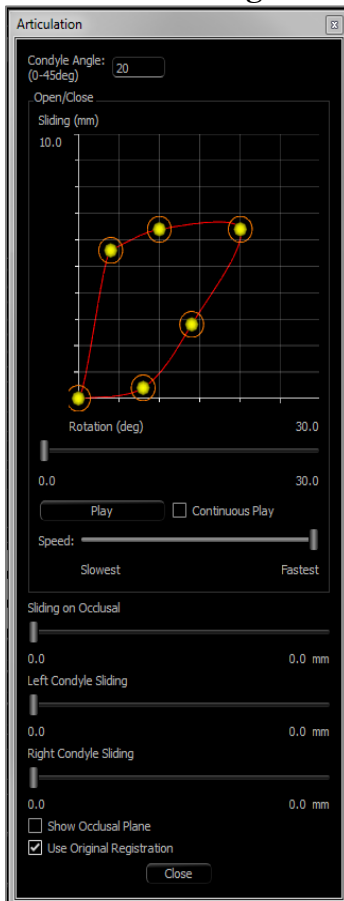 Articulation
Condyle Angle:
(0-45deg)
20
Open/Close
Sliding (mm)
10.0
Rotation (deg) 30.0
0.0 30.0
Play Continuous Play
Speed:
Slowest Fastest
Sliding on Occlusal
0.0 0.0 mm
Left Condyle Sliding
0.0 0.0 mm
Right Condyle Sliding
0.0 0.0 mm
Show Occlusal Plane
Use Original Registration
Close